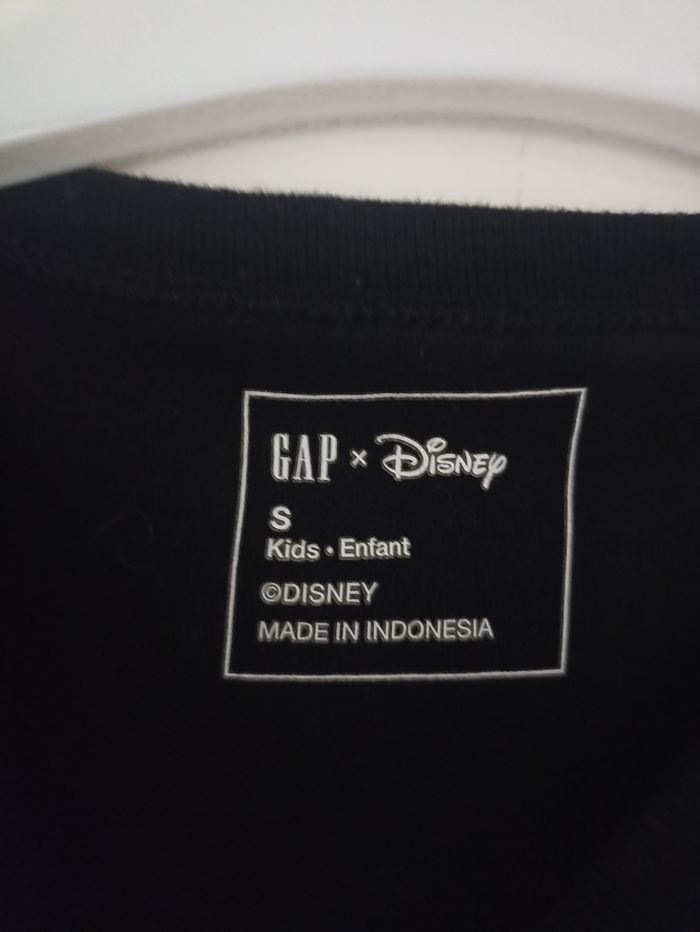 GAP × Disney
S
Kids • Enfant
©DISNEY
MADE IN INDONESIA